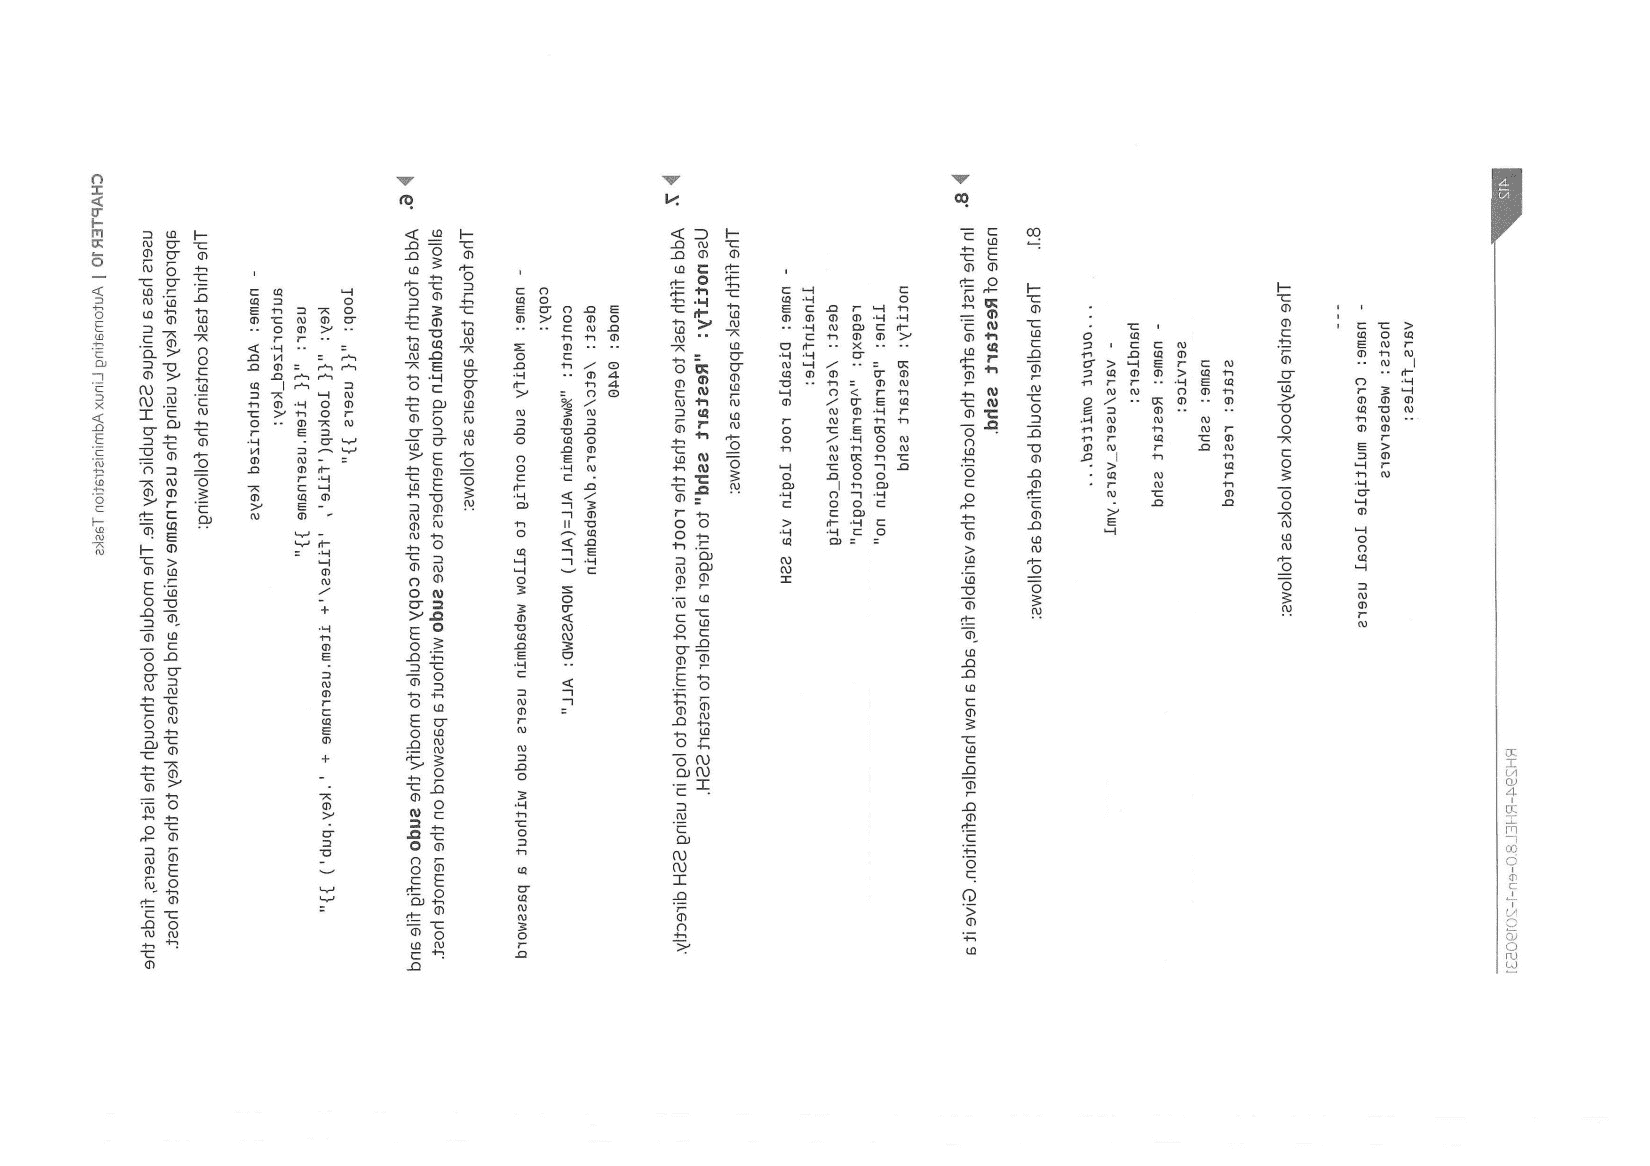 CHAPTER 10 | Automating Linux Administration Tasks
users has a unique SSH public key file. The module loops through the list of users, finds the
appropriate key by using the username variable, and pushes the key to the remote host.
The third task contains the following:
- name: Add authorized keys
authorized_key:
user: "{{ item.username }}"
key: "{{ lookup('file', 'files/'+ item.username + '.key.pub') }}"
loop: "{{ users }}"
6. Add a fourth task to the play that uses the copy module to modify the sudo config file and
allow the webadmin group members to use sudo without a password on the remote host.
The fourth task appears as follows:
- name: Modify sudo config to allow webadmin users sudo without a password
copy:
content: "%webadmin ALL=(ALL) NOPASSWD: ALL"
dest: /etc/sudoers.d/webadmin
mode: 0440
7. Add a fifth task to ensure that the root user is not permitted to log in using SSH directly.
Use notify: "Restart sshd" to trigger a handler to restart SSH.
The fifth task appears as follows:
- name: Disable root login via SSH
lineinfile:
dest: /etc/ssh/sshd_config
regexp: "^PermitRootLogin"
line: "PermitRootLogin no"
notify: Restart sshd
8. In the first line after the location of the variable file, add a new handler definition. Give it a
name of Restart sshd.
8.1. The handler should be defined as follows:
...output omitted...
- vars/users_vars.yml
handlers:
- name: Restart sshd
service:
name: sshd
state: restarted
The entire playbook now looks as follows:
---
- name: Create multiple local users
hosts: webservers
vars_files:
412 RH294-RHEL8.0-en-1-20190531